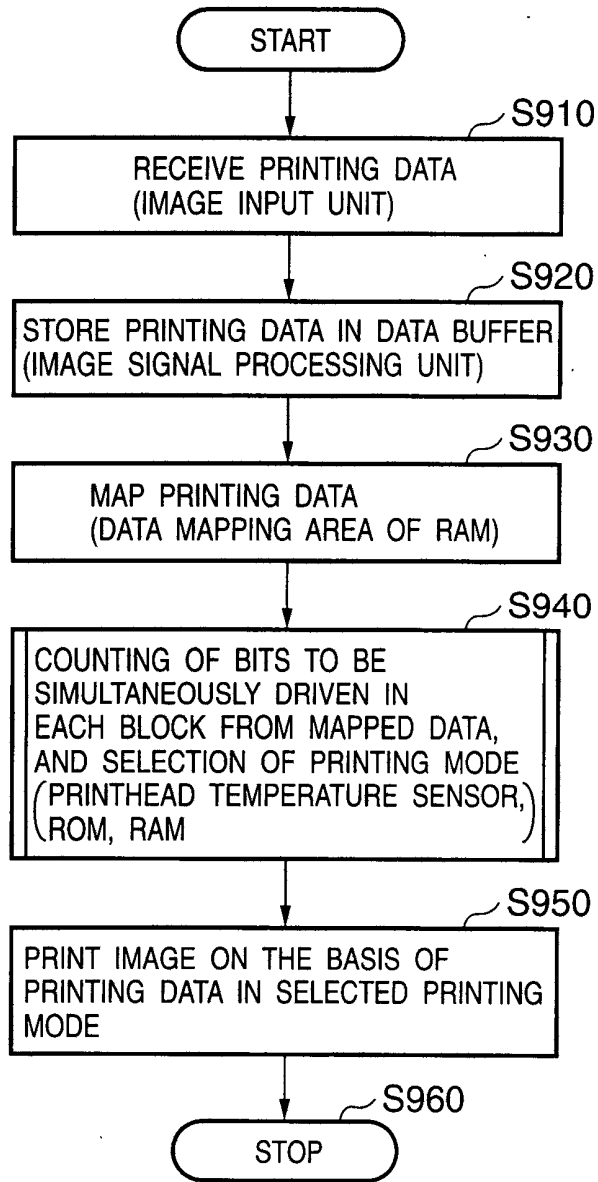 START
S910
RECEIVE PRINTING DATA
(IMAGE INPUT UNIT)
S920
STORE PRINTING DATA IN DATA BUFFER
(IMAGE SIGNAL PROCESSING UNIT)
S930
MAP PRINTING DATA
(DATA MAPPING AREA OF RAM)
S940
COUNTING OF BITS TO BE
SIMULTANEOUSLY DRIVEN IN
EACH BLOCK FROM MAPPED DATA,
AND SELECTION OF PRINTING MODE
(PRINTHEAD TEMPERATURE SENSOR,
ROM, RAM)
S950
PRINT IMAGE ON THE BASIS OF
PRINTING DATA IN SELECTED PRINTING
MODE
S960
STOP